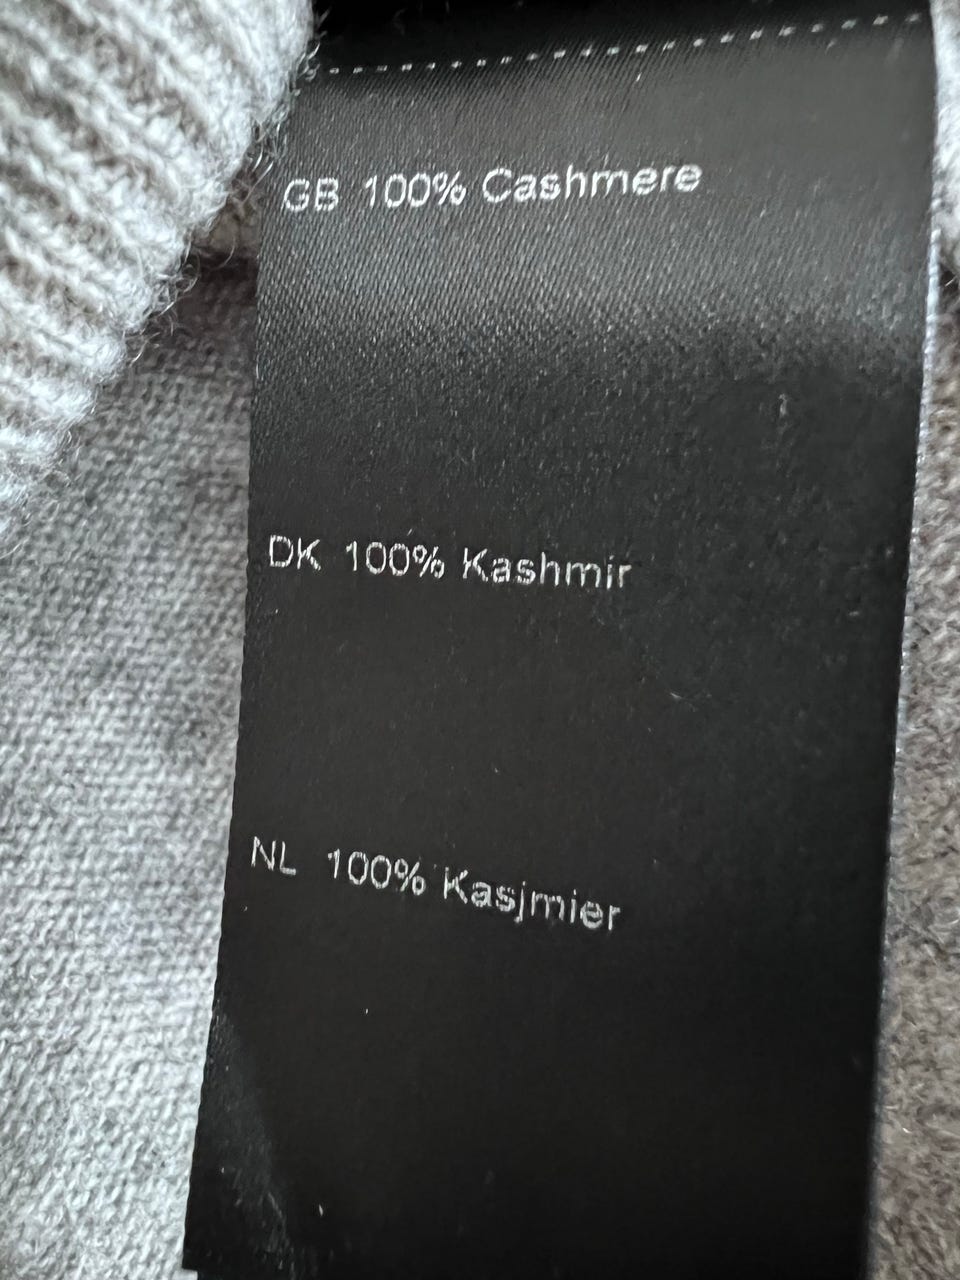 GB 100% Cashmere
DK 100% Kashmir
NL 100% Kasjmier